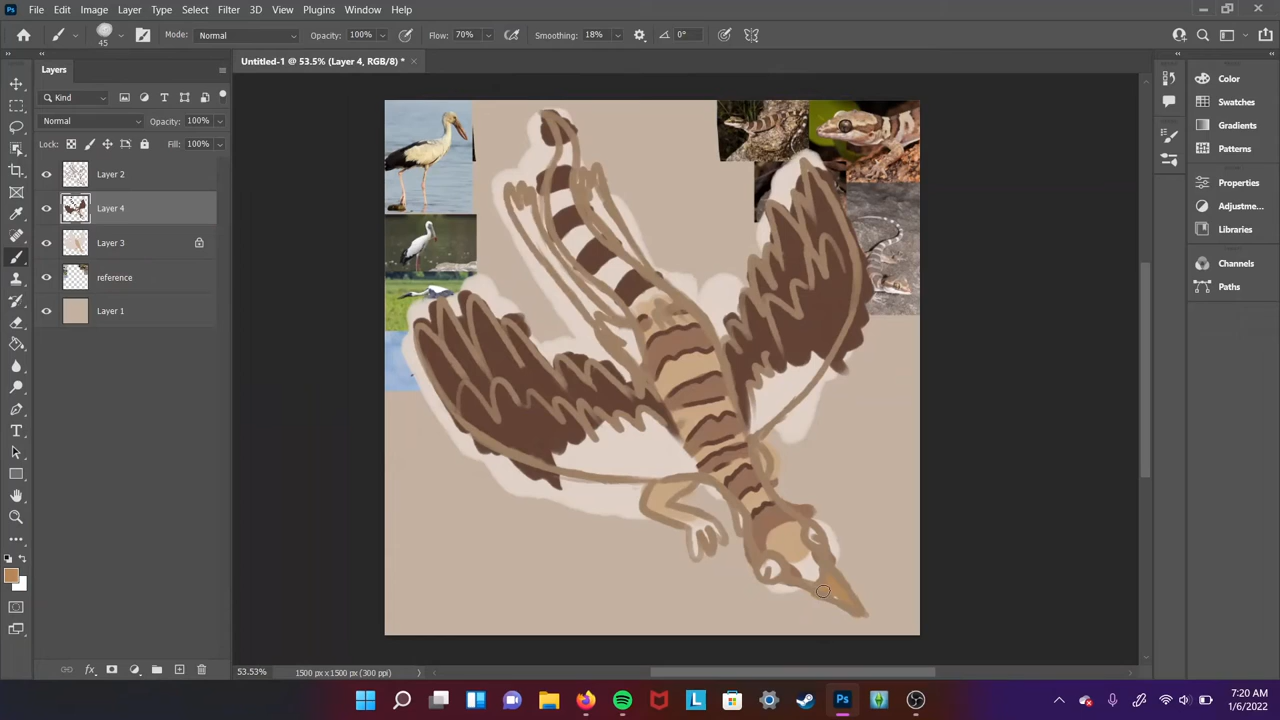 Ps File Edit Image Layer Type Select Filter 3D View Plugins Window Help
45 Mode: Normal Opacity: 100% Flow: 70% Smoothing: 18% 0°
Layers
Untitled-1 @ 53.5% (Layer 4, RGB/8) *
Kind
Normal Opacity: 100%
Lock: Fill: 100%
Layer 2
Layer 4
Layer 3
reference
Layer 1
Color
Swatches
Gradients
Patterns
Properties
Adjustme...
Libraries
Channels
Paths
53.53% 1500 px x 1500 px (300 ppi)
L Ps
7:20 AM
1/6/2022